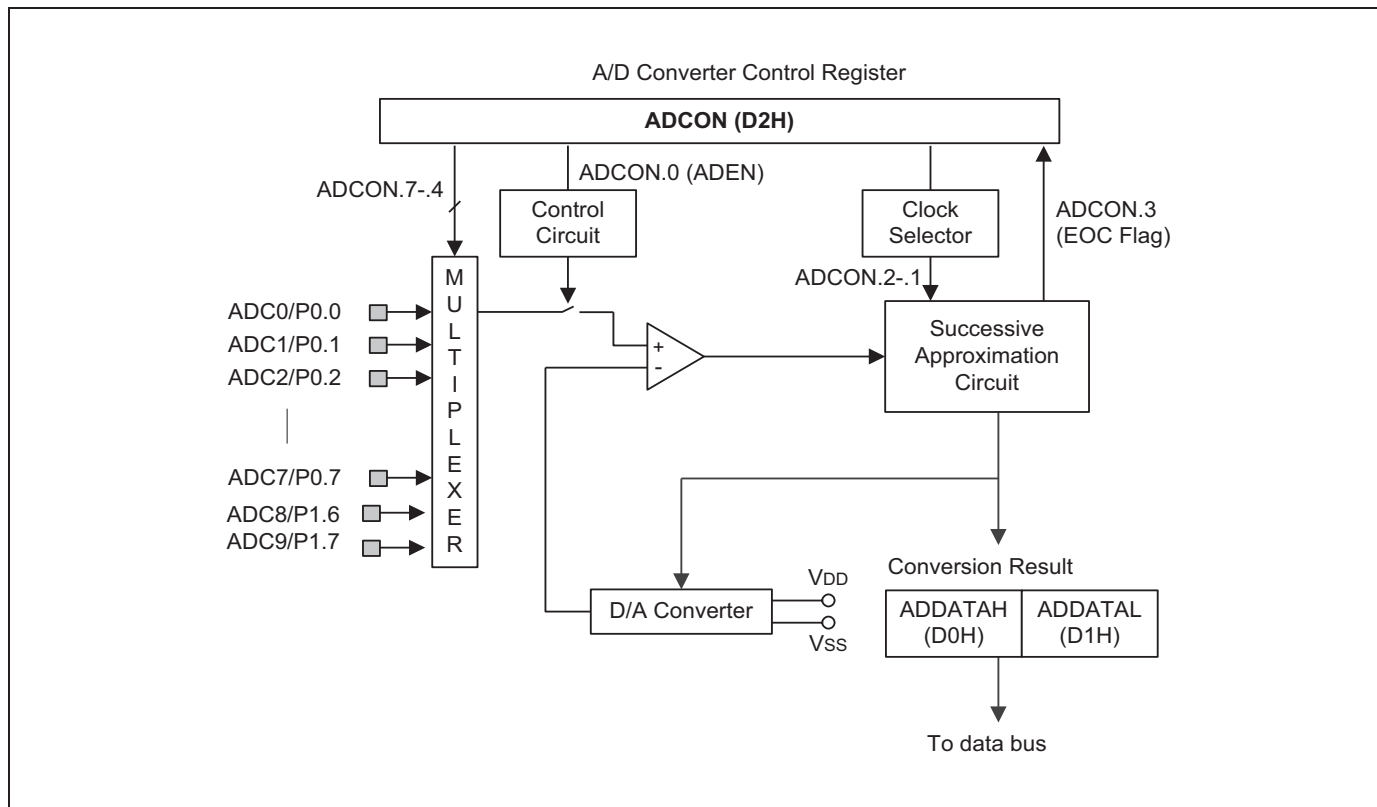 A/D Converter Control Register
ADCON (D2H)
ADCON.7-.4
ADCON.0 (ADEN)
Control
Circuit
Clock
Selector
ADCON.3
(EOC Flag)
ADCON.2-.1
MULTIPLEXER
ADC0/P0.0
ADC1/P0.1
ADC2/P0.2
ADC7/P0.7
ADC8/P1.6
ADC9/P1.7
+
-
Successive
Approximation
Circuit
D/A Converter
VDD
VSS
Conversion Result
ADDATAH
(D0H)
ADDATAL
(D1H)
To data bus